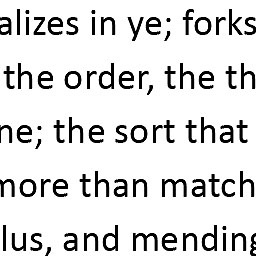 alizes in ye; forks
the order, the th
ne; the sort that
more than match
lus, and mending